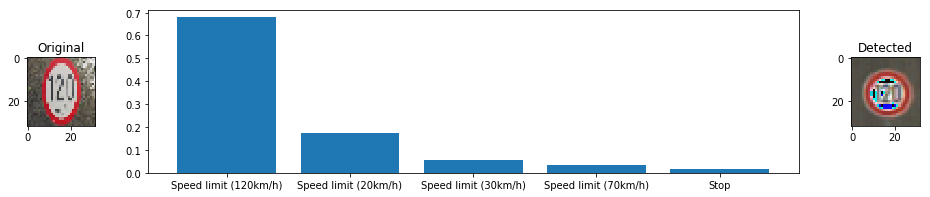 Original
0
20
0
20
120
0.7
0.6
0.5
0.4
0.3
0.2
0.1
0.0
Speed limit (120km/h)
Speed limit (20km/h)
Speed limit (30km/h)
Speed limit (70km/h)
Stop
Detected
0
20
0
20
120